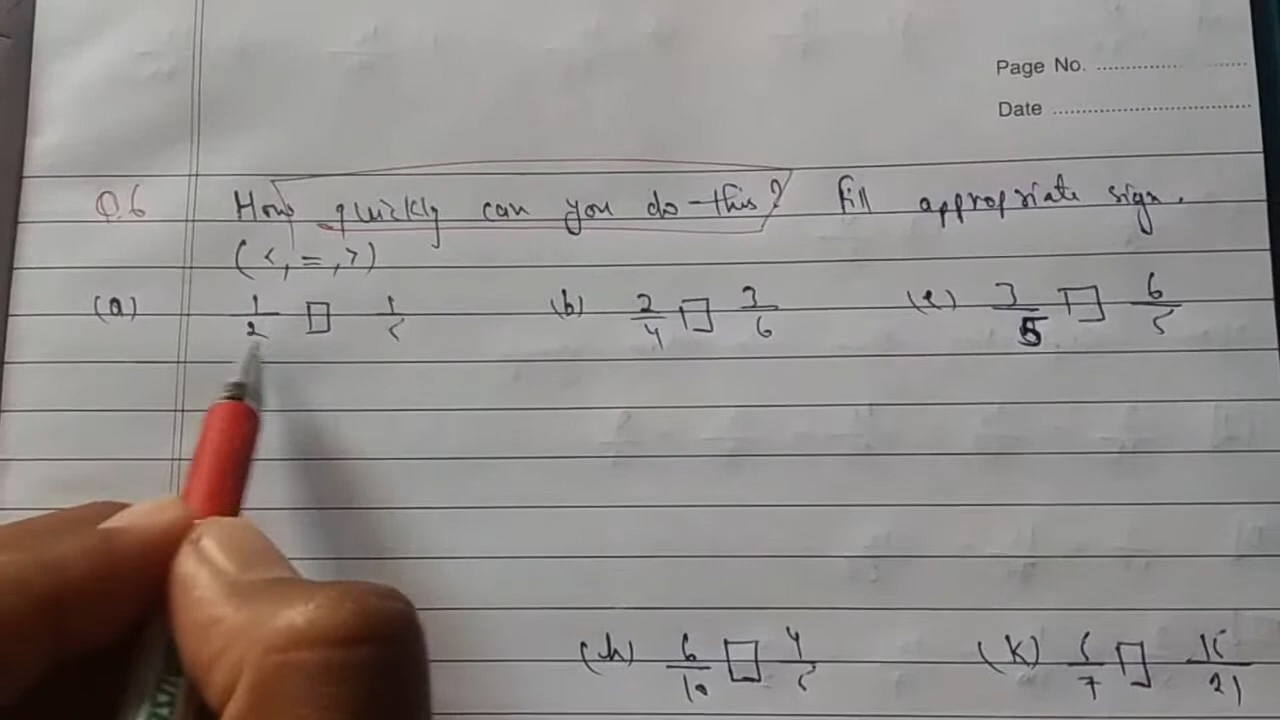 Page No. ........................
Date ..............................
Q.6 How quickly can you do this? fill appropriate sign.
(<, =, >)
(a) 1/2 □ 1/5 (b) 2/4 □ 3/6 (c) 3/5 □ 6/5
(h) 6/10 □ 4/5 (k) 5/7 □ 15/21